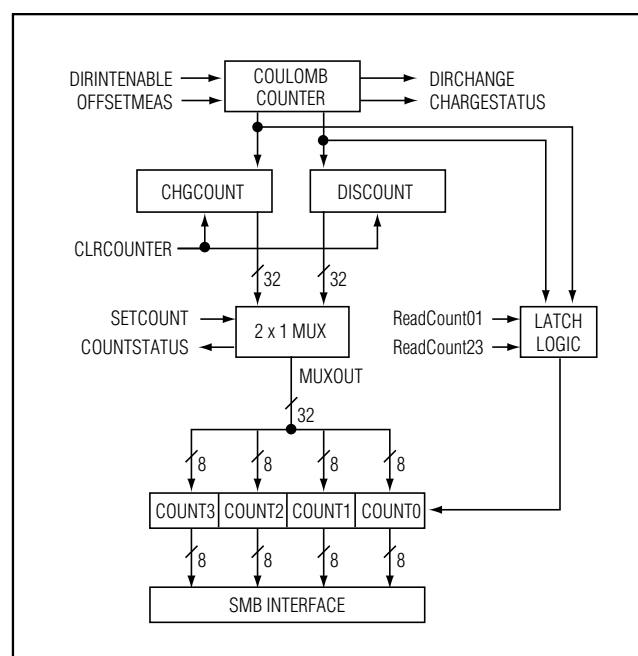 DIRINTENABLE
OFFSETMEAS
COULOMB
COUNTER
DIRCHANGE
CHARGESTATUS
CHGCOUNT
DISCOUNT
CLRCOUNTER
32
32
SETCOUNT
COUNTSTATUS
2 x 1 MUX
ReadCount01
ReadCount23
LATCH
LOGIC
MUXOUT
32
8
8
8
8
COUNT3
COUNT2
COUNT1
COUNT0
8
8
8
8
SMB INTERFACE